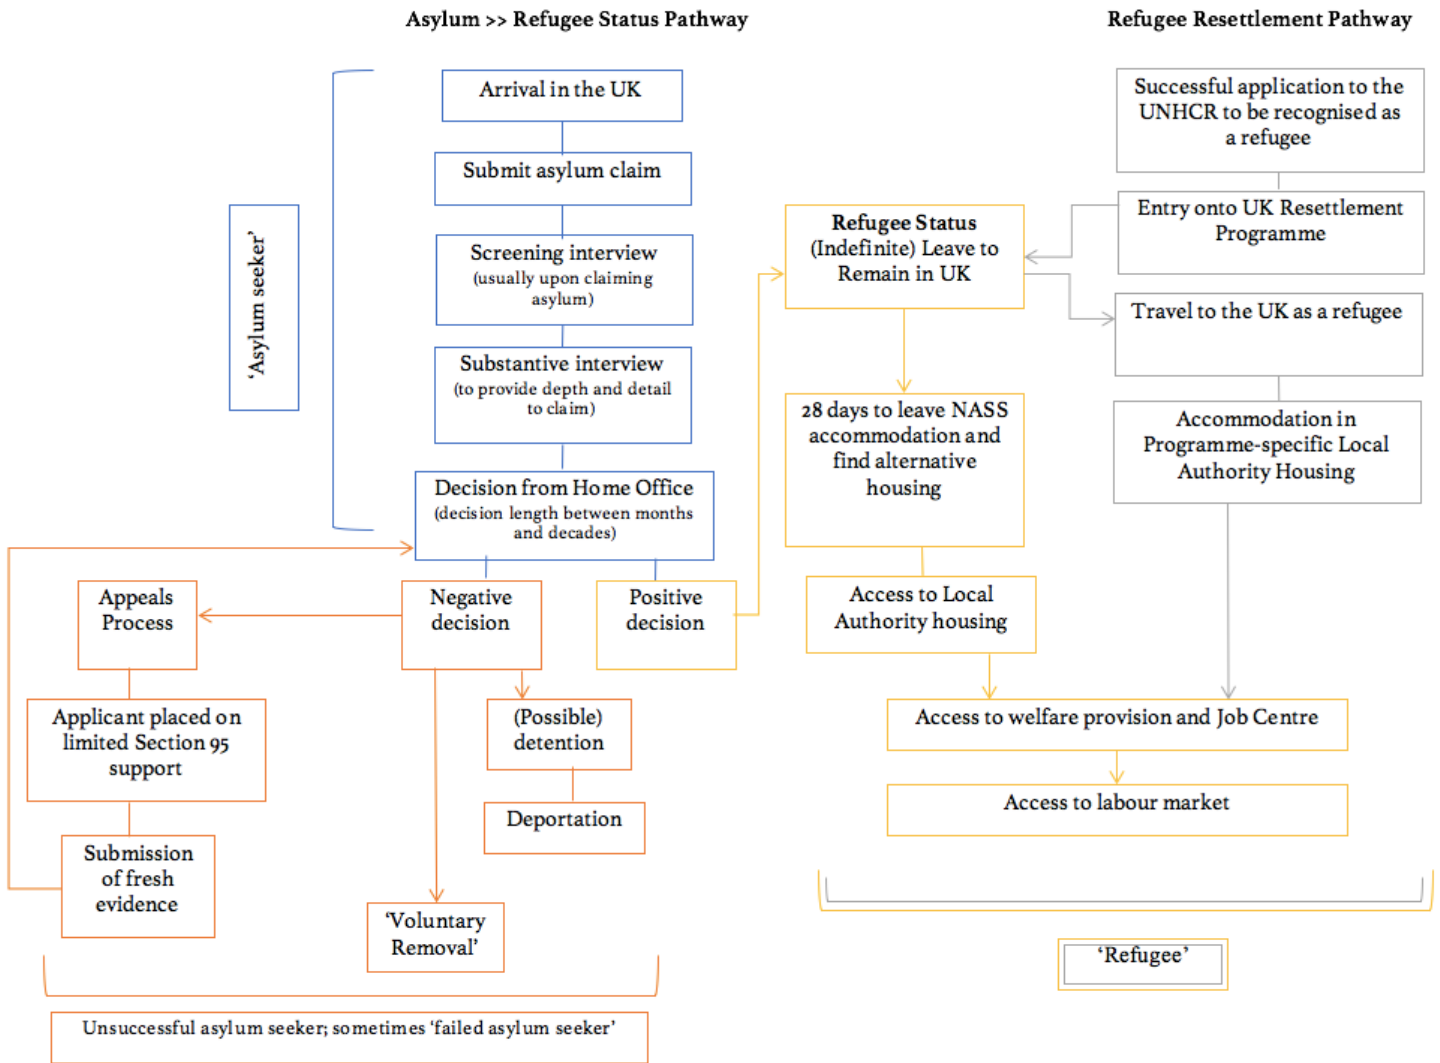 Asylum >> Refugee Status Pathway
Refugee Resettlement Pathway
'Asylum seeker'
Arrival in the UK
Submit asylum claim
Screening interview
(usually upon claiming
asylum)
Substantive interview
(to provide depth and detail
to claim)
Decision from Home Office
(decision length between months
and decades)
Negative
decision
Positive
decision
Appeals
Process
Applicant placed on
limited Section 95
support
Submission
of fresh
evidence
(Possible)
detention
Deportation
'Voluntary
Removal'
Unsuccessful asylum seeker; sometimes 'failed asylum seeker'
Refugee Status
(Indefinite) Leave to
Remain in UK
28 days to leave NASS
accommodation and
find alternative
housing
Access to Local
Authority housing
Successful application to the
UNHCR to be recognised as
a refugee
Entry onto UK Resettlement
Programme
Travel to the UK as a refugee
Accommodation in
Programme-specific Local
Authority Housing
Access to welfare provision and Job Centre
Access to labour market
'Refugee'